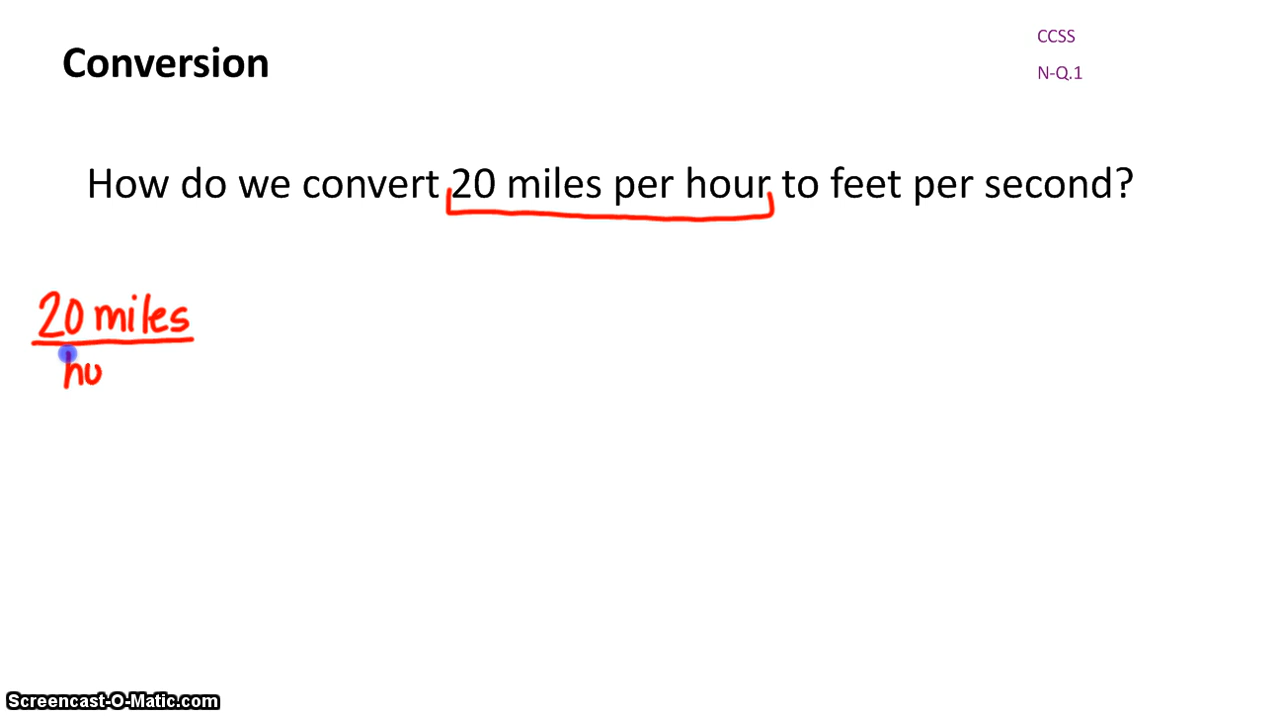 CCSS
Conversion
N-Q.1
How do we convert 20 miles per hour to feet per second?
20 miles
hu
Screencast-O-Matic.com